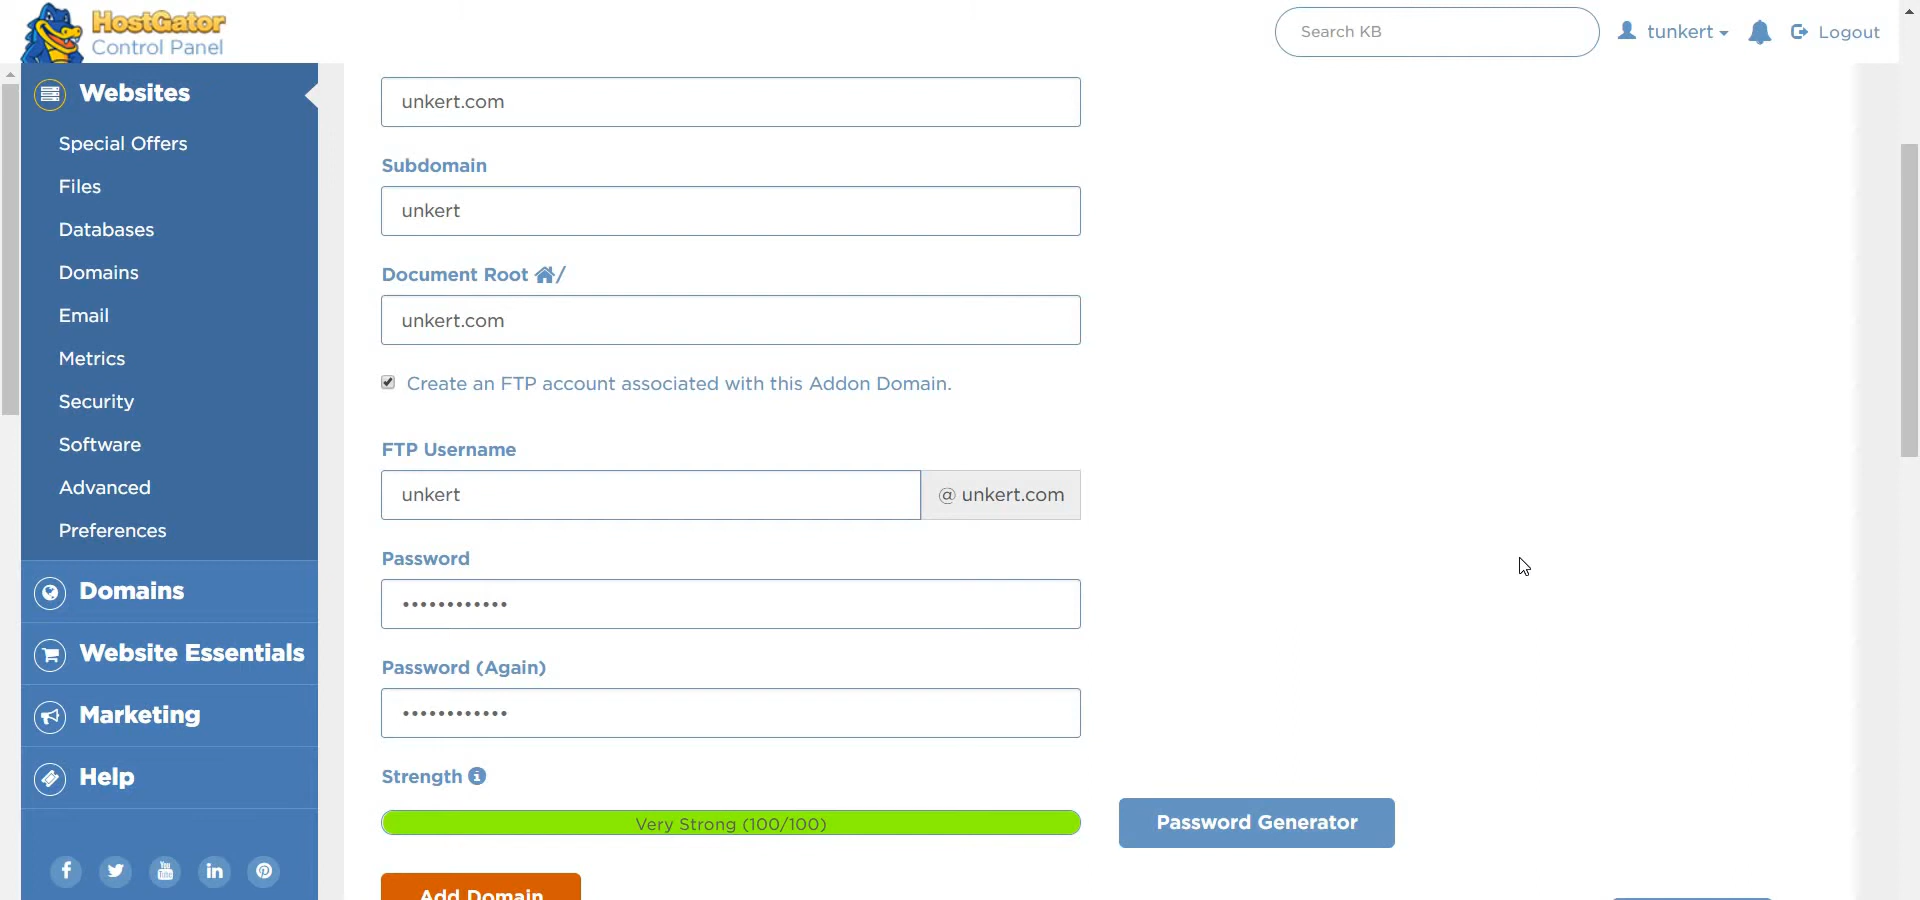 HostGator
Control Panel
Search KB
tunkert
Logout
Websites
Special Offers
Files
Databases
Domains
Email
Metrics
Security
Software
Advanced
Preferences
Domains
Website Essentials
Marketing
Help
unkert.com
Subdomain
unkert
Document Root /
unkert.com
Create an FTP account associated with this Addon Domain.
FTP Username
unkert @ unkert.com
Password
••••••••••••
Password (Again)
••••••••••••
Strength
Very Strong (100/100)
Password Generator
Add Domain